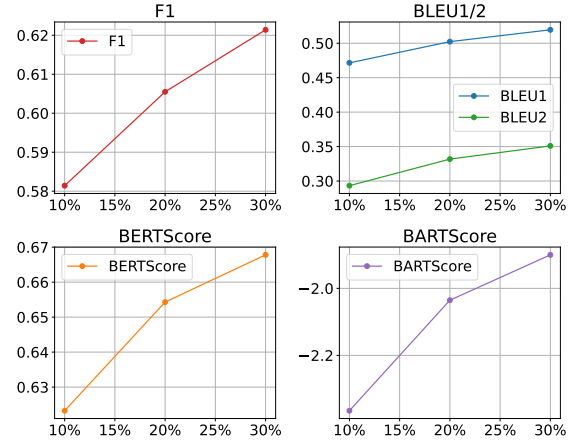 F1
0.62
0.61
0.60
0.59
0.58
F1
10% 15% 20% 25% 30%
BLEU1/2
0.50
0.45
0.40
0.35
0.30
BLEU1
BLEU2
10% 15% 20% 25% 30%
BERTScore
0.67
0.66
0.65
0.64
0.63
BERTScore
10% 15% 20% 25% 30%
BARTScore
−2.0
−2.2
BARTScore
10% 15% 20% 25% 30%